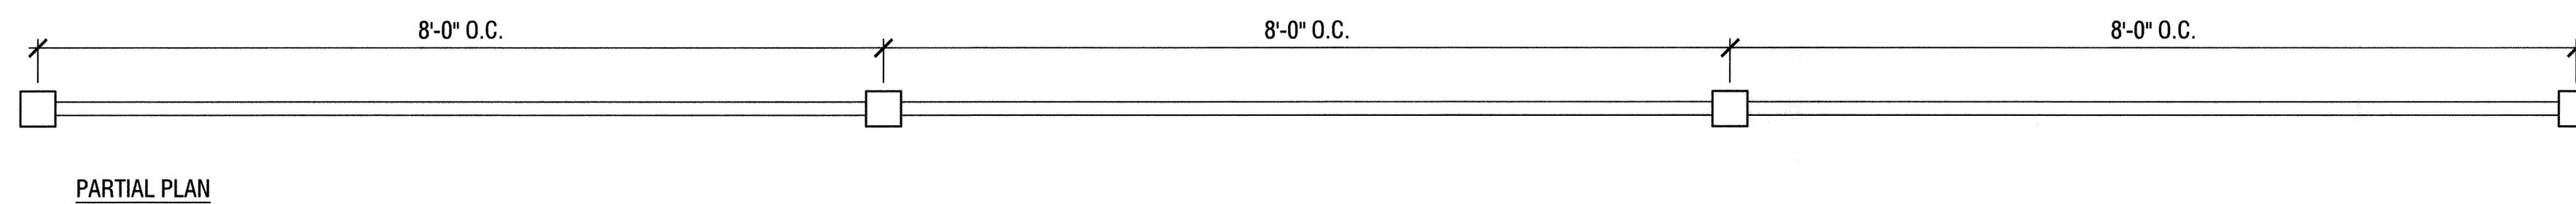 8'-0" O.C. 8'-0" O.C. 8'-0" O.C.
PARTIAL PLAN